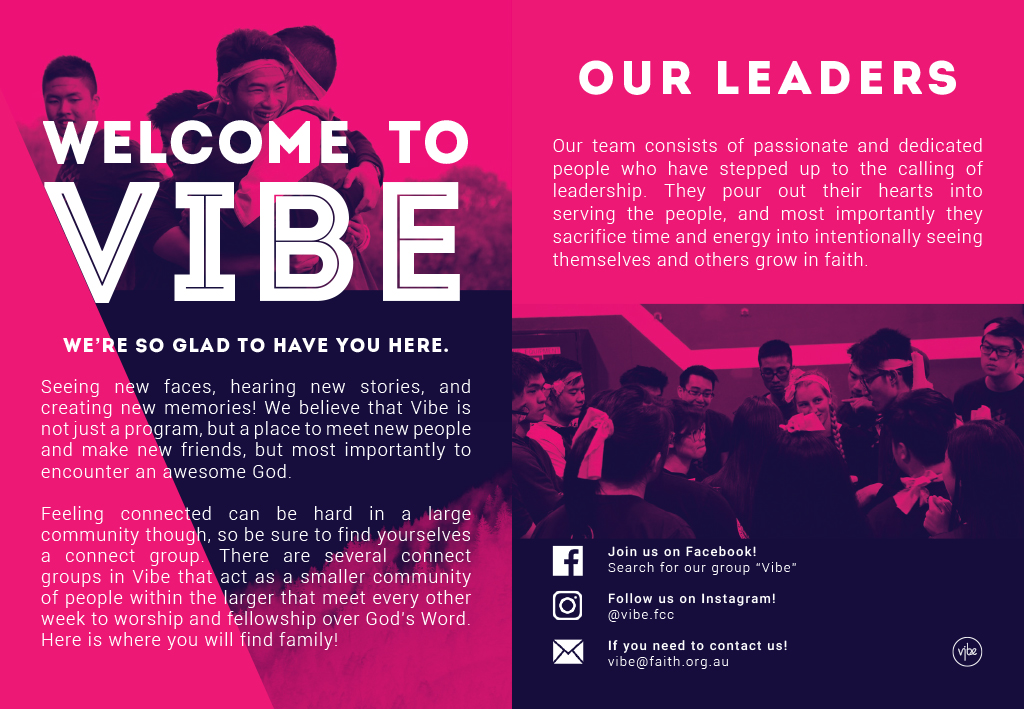 WELCOME TO
VIBE
WE'RE SO GLAD TO HAVE YOU HERE.
Seeing new faces, hearing new stories, and
creating new memories! We believe that Vibe is
not just a program, but a place to meet new people
and make new friends, but most importantly to
encounter an awesome God.
Feeling connected can be hard in a large
community though, so be sure to find yourselves
a connect group. There are several connect
groups in Vibe that act as a smaller community
of people within the larger that meet every other
week to worship and fellowship over God's Word.
Here is where you will find family!
OUR LEADERS
Our team consists of passionate and dedicated
people who have stepped up to the calling of
leadership. They pour out their hearts into
serving the people, and most importantly they
sacrifice time and energy into intentionally seeing
themselves and others grow in faith.
Join us on Facebook!
Search for our group “Vibe”
Follow us on Instagram!
@vibe.fcc
If you need to contact us!
vibe@faith.org.au
vibe